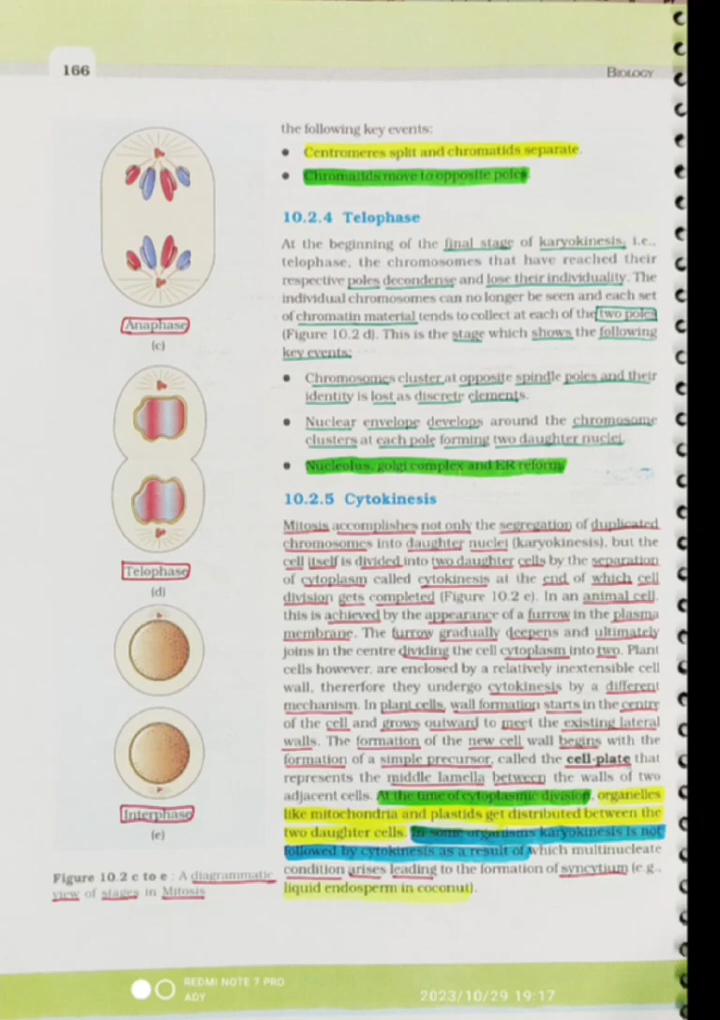 166
BIOLOGY
Anaphase
(c)
Telophase
(d)
Interphase
(e)
Figure 10.2 c to e : A diagrammatic
view of stages in Mitosis
the following key events:
• Centromeres split and chromatids separate.
• Chromatids move to opposite poles.
10.2.4 Telophase
At the beginning of the final stage of karyokinesis, i.e.,
telophase, the chromosomes that have reached their
respective poles decondense and lose their individuality. The
individual chromosomes can no longer be seen and each set
of chromatin material tends to collect at each of the two poles
(Figure 10.2 d). This is the stage which shows the following
key events:
• Chromosomes cluster at opposite spindle poles and their
identity is lost as discrete elements.
• Nuclear envelope develops around the chromosome
clusters at each pole forming two daughter nuclei.
• Nucleolus, golgi complex and ER reform.
10.2.5 Cytokinesis
Mitosis accomplishes not only the segregation of duplicated
chromosomes into daughter nuclei (karyokinesis), but the
cell itself is divided into two daughter cells by the separation
of cytoplasm called cytokinesis at the end of which cell
division gets completed (Figure 10.2 e). In an animal cell,
this is achieved by the appearance of a furrow in the plasma
membrane. The furrow gradually deepens and ultimately
joins in the centre dividing the cell cytoplasm into two. Plant
cells however, are enclosed by a relatively inextensible cell
wall, thererfore they undergo cytokinesis by a different
mechanism. In plant cells, wall formation starts in the centre
of the cell and grows outward to meet the existing lateral
walls. The formation of the new cell wall begins with the
formation of a simple precursor, called the cell-plate that
represents the middle lamella between the walls of two
adjacent cells. At the time of cytoplasmic division, organelles
like mitochondria and plastids get distributed between the
two daughter cells. In some organisms karyokinesis is not
followed by cytokinesis as a result of which multinucleate
condition arises leading to the formation of syncytium (e.g.,
liquid endosperm in coconut).
REDMI NOTE 7 PRO
ADY
2023/10/29 19:17